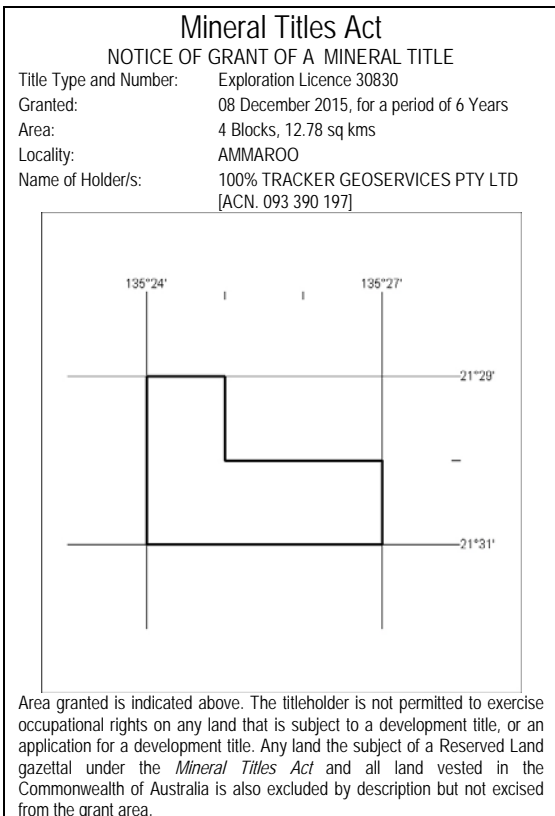 Mineral Titles Act
NOTICE OF GRANT OF A MINERAL TITLE
Title Type and Number: Exploration Licence 30830
Granted: 08 December 2015, for a period of 6 Years
Area: 4 Blocks, 12.78 sq kms
Locality: AMMAROO
Name of Holder/s: 100% TRACKER GEOSERVICES PTY LTD
[ACN. 093 390 197]
135°24' 135°27'
21°29'
21°31'
Area granted is indicated above. The titleholder is not permitted to exercise
occupational rights on any land that is subject to a development title, or an
application for a development title. Any land the subject of a Reserved Land
gazettal under the Mineral Titles Act and all land vested in the
Commonwealth of Australia is also excluded by description but not excised
from the grant area.